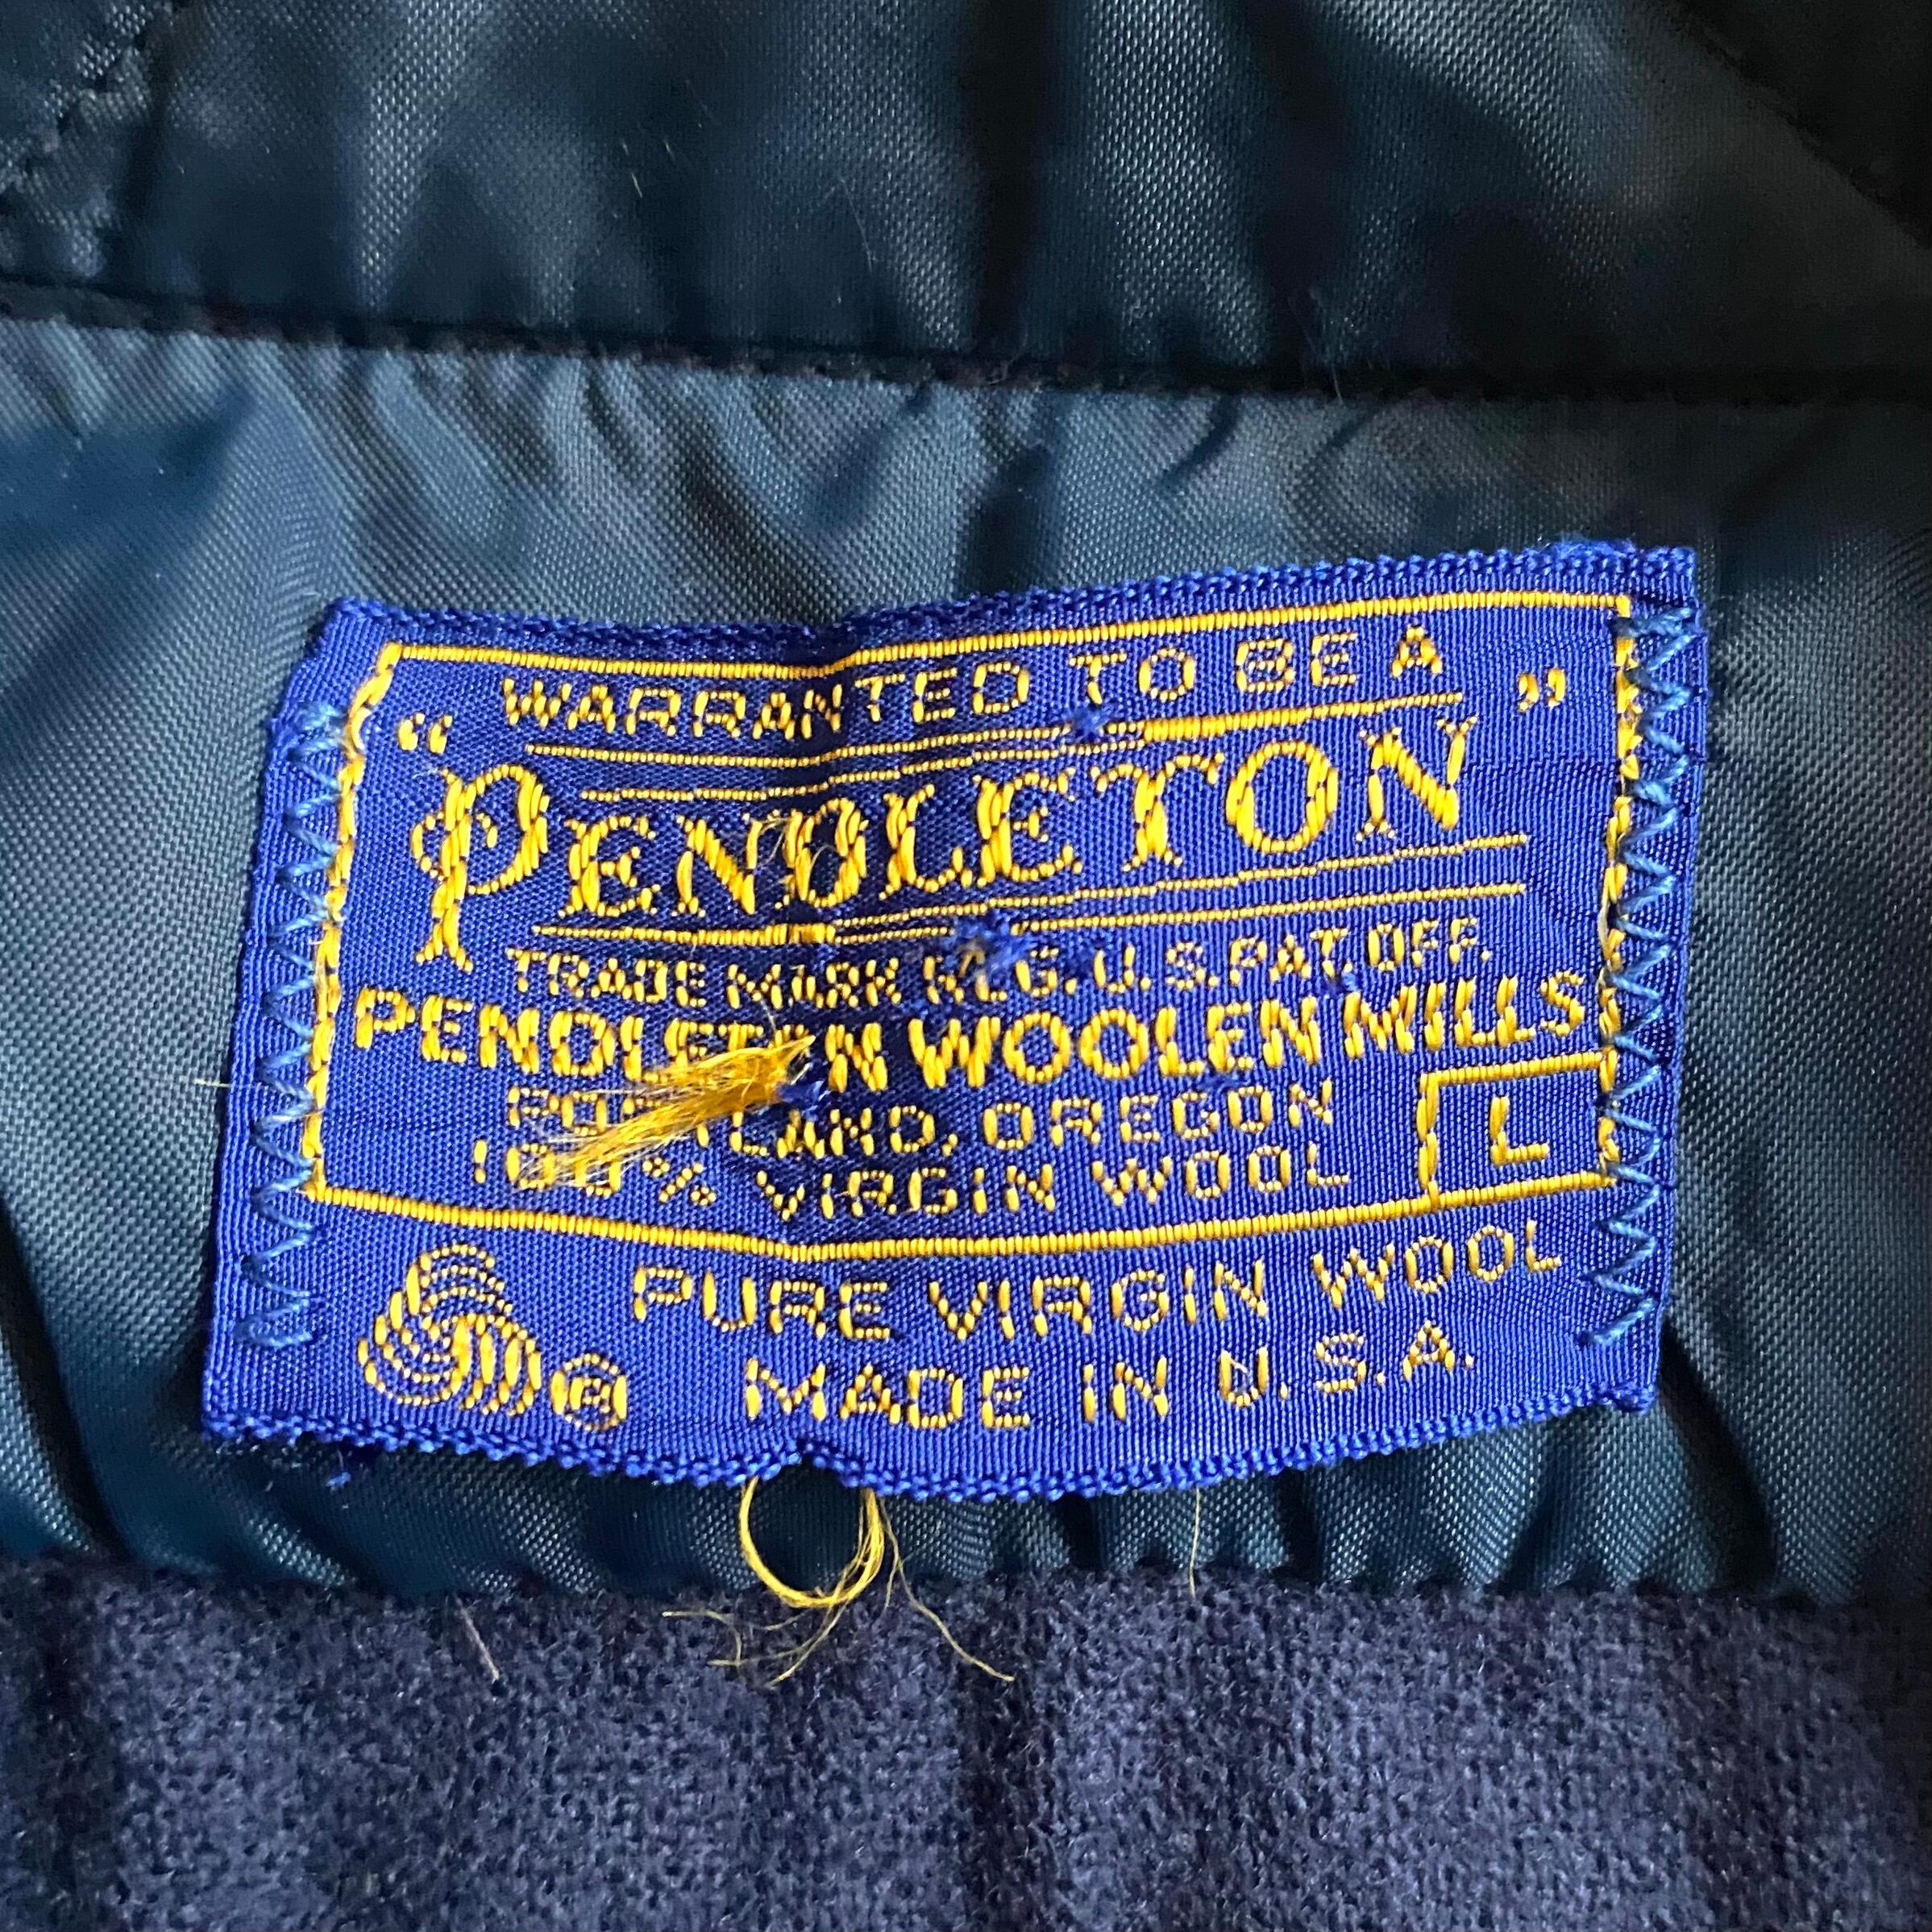 WARRANTED TO BE A
"PENDLETON"
TRADE MARK REG. U.S. PAT. OFF.
PENDLETON WOOLEN MILLS
PORTLAND, OREGON
100% VIRGIN WOOL
L
PURE VIRGIN WOOL
® MADE IN U.S.A.